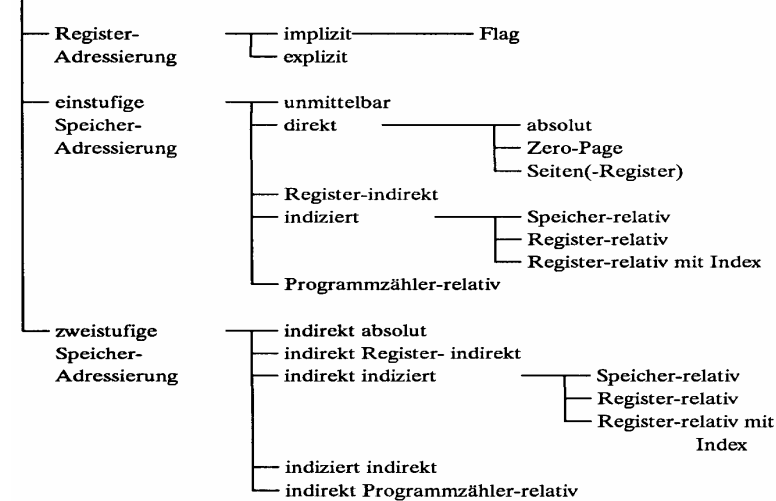 Register- implizit Flag
Adressierung explizit
einstufige unmittelbar
Speicher- direkt absolut
Adressierung Zero-Page
Seiten(-Register)
Register-indirekt
indiziert Speicher-relativ
Register-relativ
Register-relativ mit Index
Programmzähler-relativ
zweistufige indirekt absolut
Speicher- indirekt Register- indirekt
Adressierung indirekt indiziert Speicher-relativ
Register-relativ
Register-relativ mit
Index
indiziert indirekt
indirekt Programmzähler-relativ